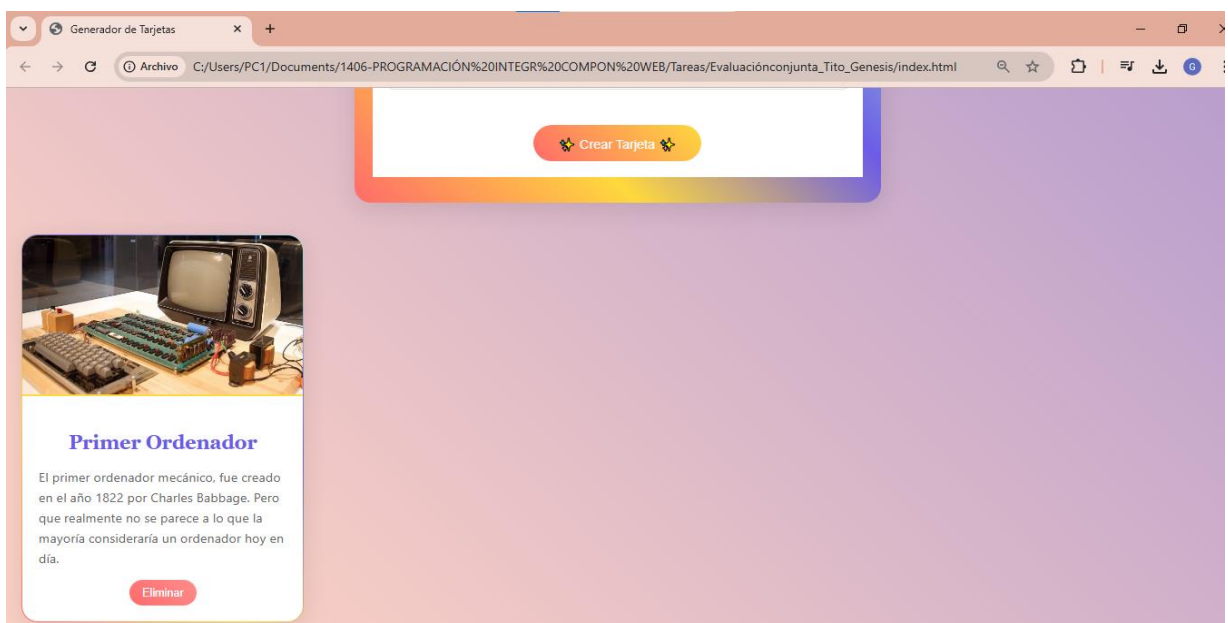 Generador de Tarjetas
Archivo C:/Users/PC1/Documents/1406-PROGRAMACIÓN%20INTEGR%20COMPON%20WEB/Tareas/Evaluaciónconjunta_Tito_Genesis/index.html
G
✨ Crear Tarjeta ✨
Primer Ordenador
El primer ordenador mecánico, fue creado
en el año 1822 por Charles Babbage. Pero
que realmente no se parece a lo que la
mayoría consideraría un ordenador hoy en
día.
Eliminar